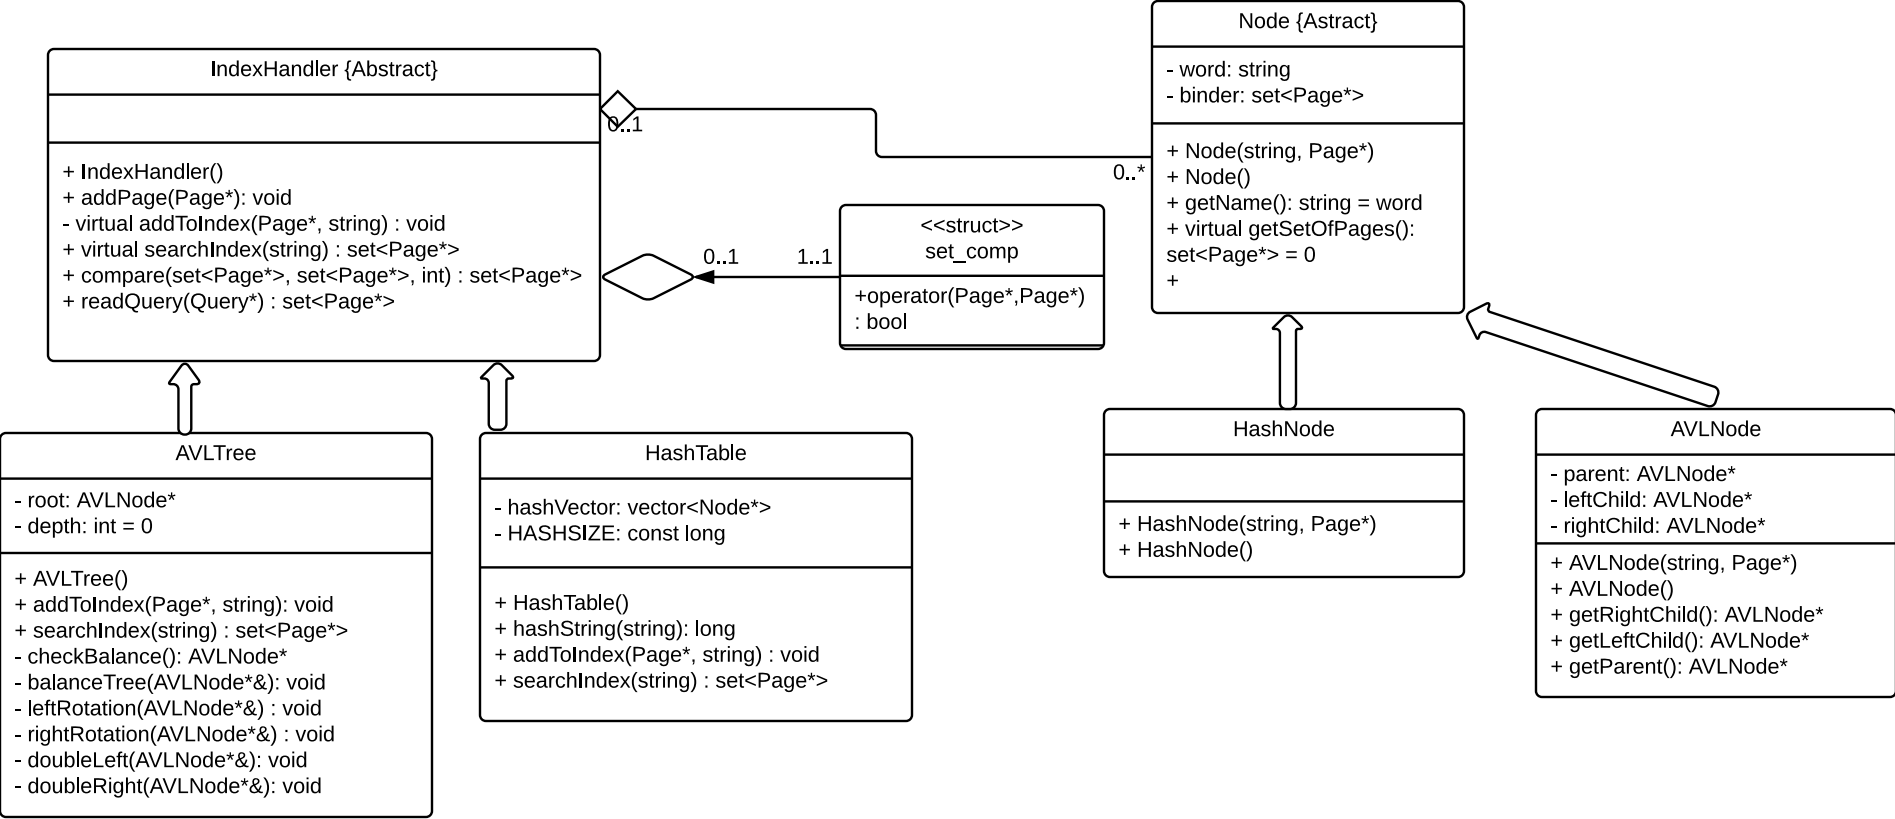 IndexHandler {Abstract}
+ IndexHandler()
+ addPage(Page*): void
- virtual addToIndex(Page*, string) : void
+ virtual searchIndex(string) : set<Page*>
+ compare(set<Page*>, set<Page*>, int) : set<Page*>
+ readQuery(Query*) : set<Page*>
0..1
0..*
0..1
1..1
<<struct>>
set_comp
+operator(Page*,Page*)
: bool
Node {Astract}
- word: string
- binder: set<Page*>
+ Node(string, Page*)
+ Node()
+ getName(): string = word
+ virtual getSetOfPages():
set<Page*> = 0
+
AVLTree
- root: AVLNode*
- depth: int = 0
+ AVLTree()
+ addToIndex(Page*, string): void
+ searchIndex(string) : set<Page*>
- checkBalance(): AVLNode*
- balanceTree(AVLNode*&): void
- leftRotation(AVLNode*&) : void
- rightRotation(AVLNode*&) : void
- doubleLeft(AVLNode*&): void
- doubleRight(AVLNode*&): void
HashTable
- hashVector: vector<Node*>
- HASHSIZE: const long
+ HashTable()
+ hashString(string): long
+ addToIndex(Page*, string) : void
+ searchIndex(string) : set<Page*>
HashNode
+ HashNode(string, Page*)
+ HashNode()
AVLNode
- parent: AVLNode*
- leftChild: AVLNode*
- rightChild: AVLNode*
+ AVLNode(string, Page*)
+ AVLNode()
+ getRightChild(): AVLNode*
+ getLeftChild(): AVLNode*
+ getParent(): AVLNode*